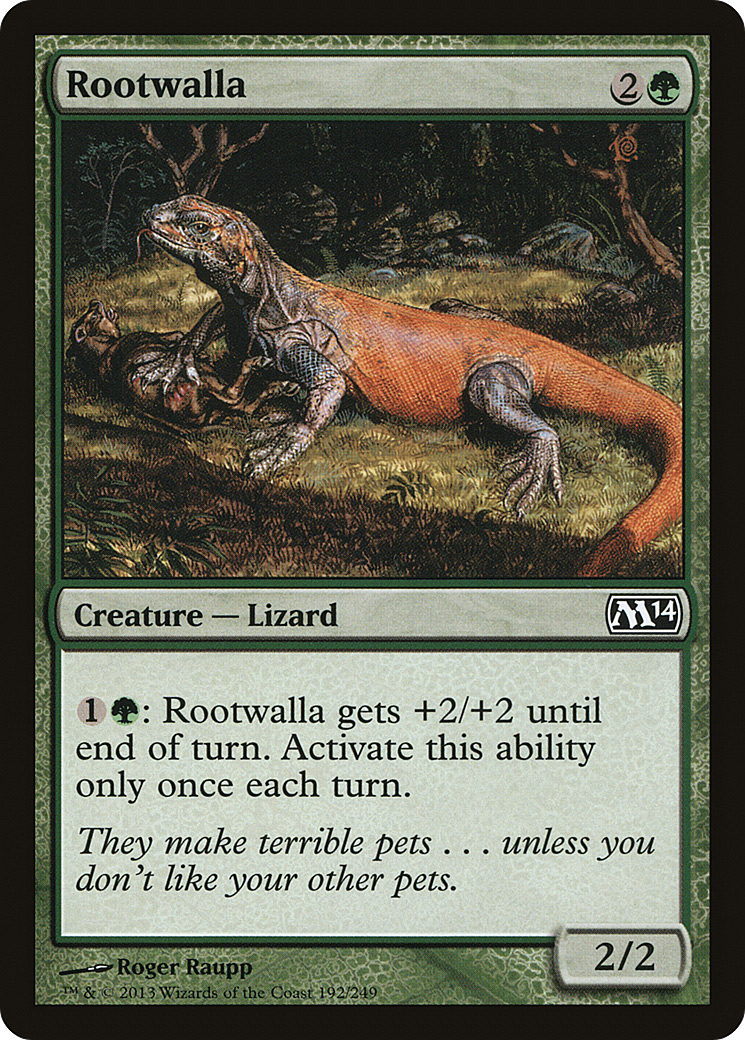 Rootwalla 2
Creature — Lizard M14
1 : Rootwalla gets +2/+2 until
end of turn. Activate this ability
only once each turn.
They make terrible pets . . . unless you
don't like your other pets.
2/2
Roger Raupp
™ & © 2013 Wizards of the Coast 192/249